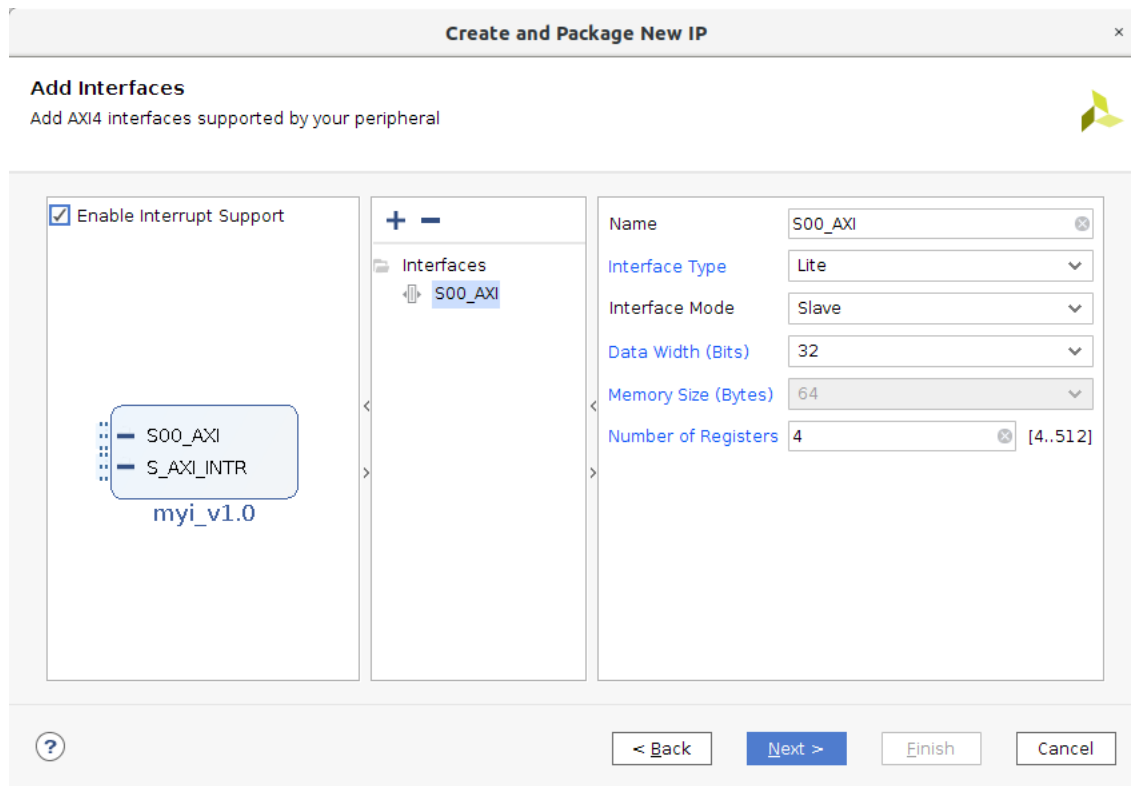 Create and Package New IP
×
Add Interfaces
Add AXI4 interfaces supported by your peripheral
Enable Interrupt Support
S00_AXI
S_AXI_INTR
myi_v1.0
+ −
Interfaces
S00_AXI
Name S00_AXI
Interface Type Lite
Interface Mode Slave
Data Width (Bits) 32
Memory Size (Bytes) 64
Number of Registers 4 [4..512]
?
< Back
Next >
Finish
Cancel